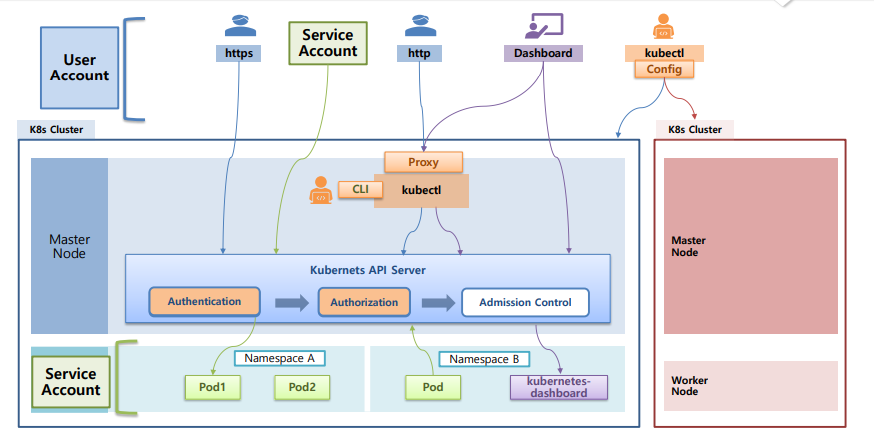 User
Account
https
Service
Account
http
Dashboard
kubectl
Config
K8s Cluster
K8s Cluster
Proxy
CLI
kubectl
Master
Node
Master
Node
Kubernets API Server
Authentication
Authorization
Admission Control
Service
Account
Namespace A
Namespace B
Pod1
Pod2
Pod
kubernetes-
dashboard
Worker
Node